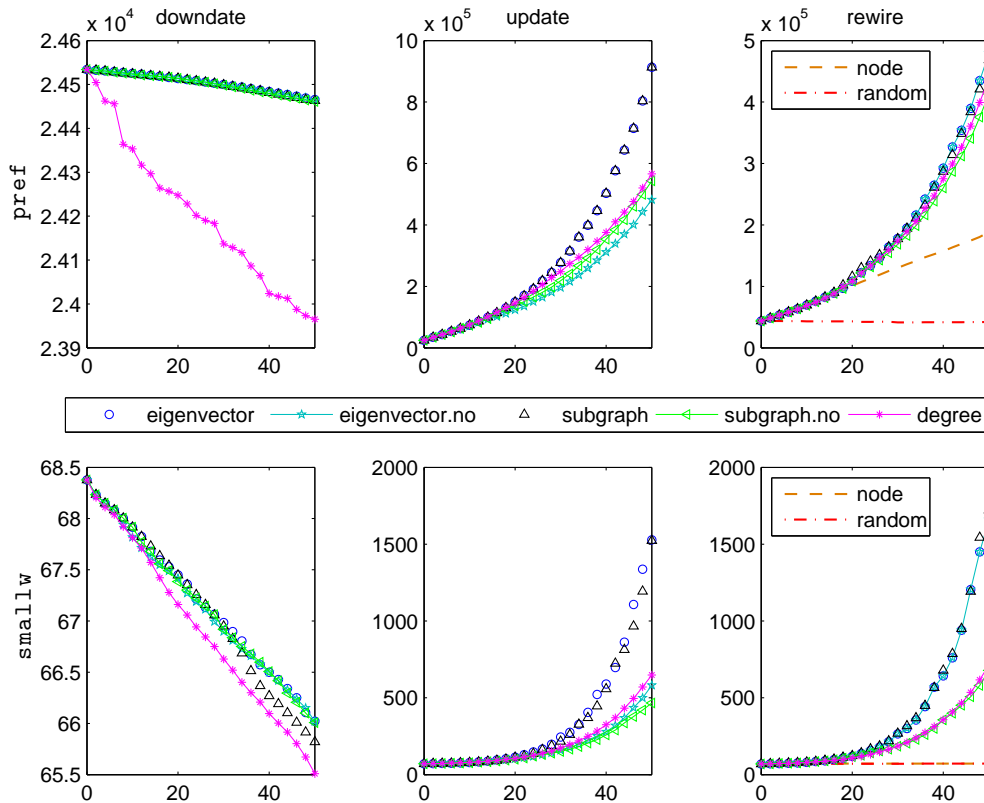 downdate
update
rewire
x 10^4
x 10^5
x 10^5
2.46
2.45
2.44
2.43
2.42
2.41
2.4
2.39
0 20 40
pref
10
8
6
4
2
0
0 20 40
5
4
3
2
1
0
0 20 40
node
random
eigenvector eigenvector.no subgraph subgraph.no degree
68.5
68
67.5
67
66.5
66
65.5
0 20 40
smallw
2000
1500
1000
500
0
0 20 40
2000
1500
1000
500
0
0 20 40
node
random